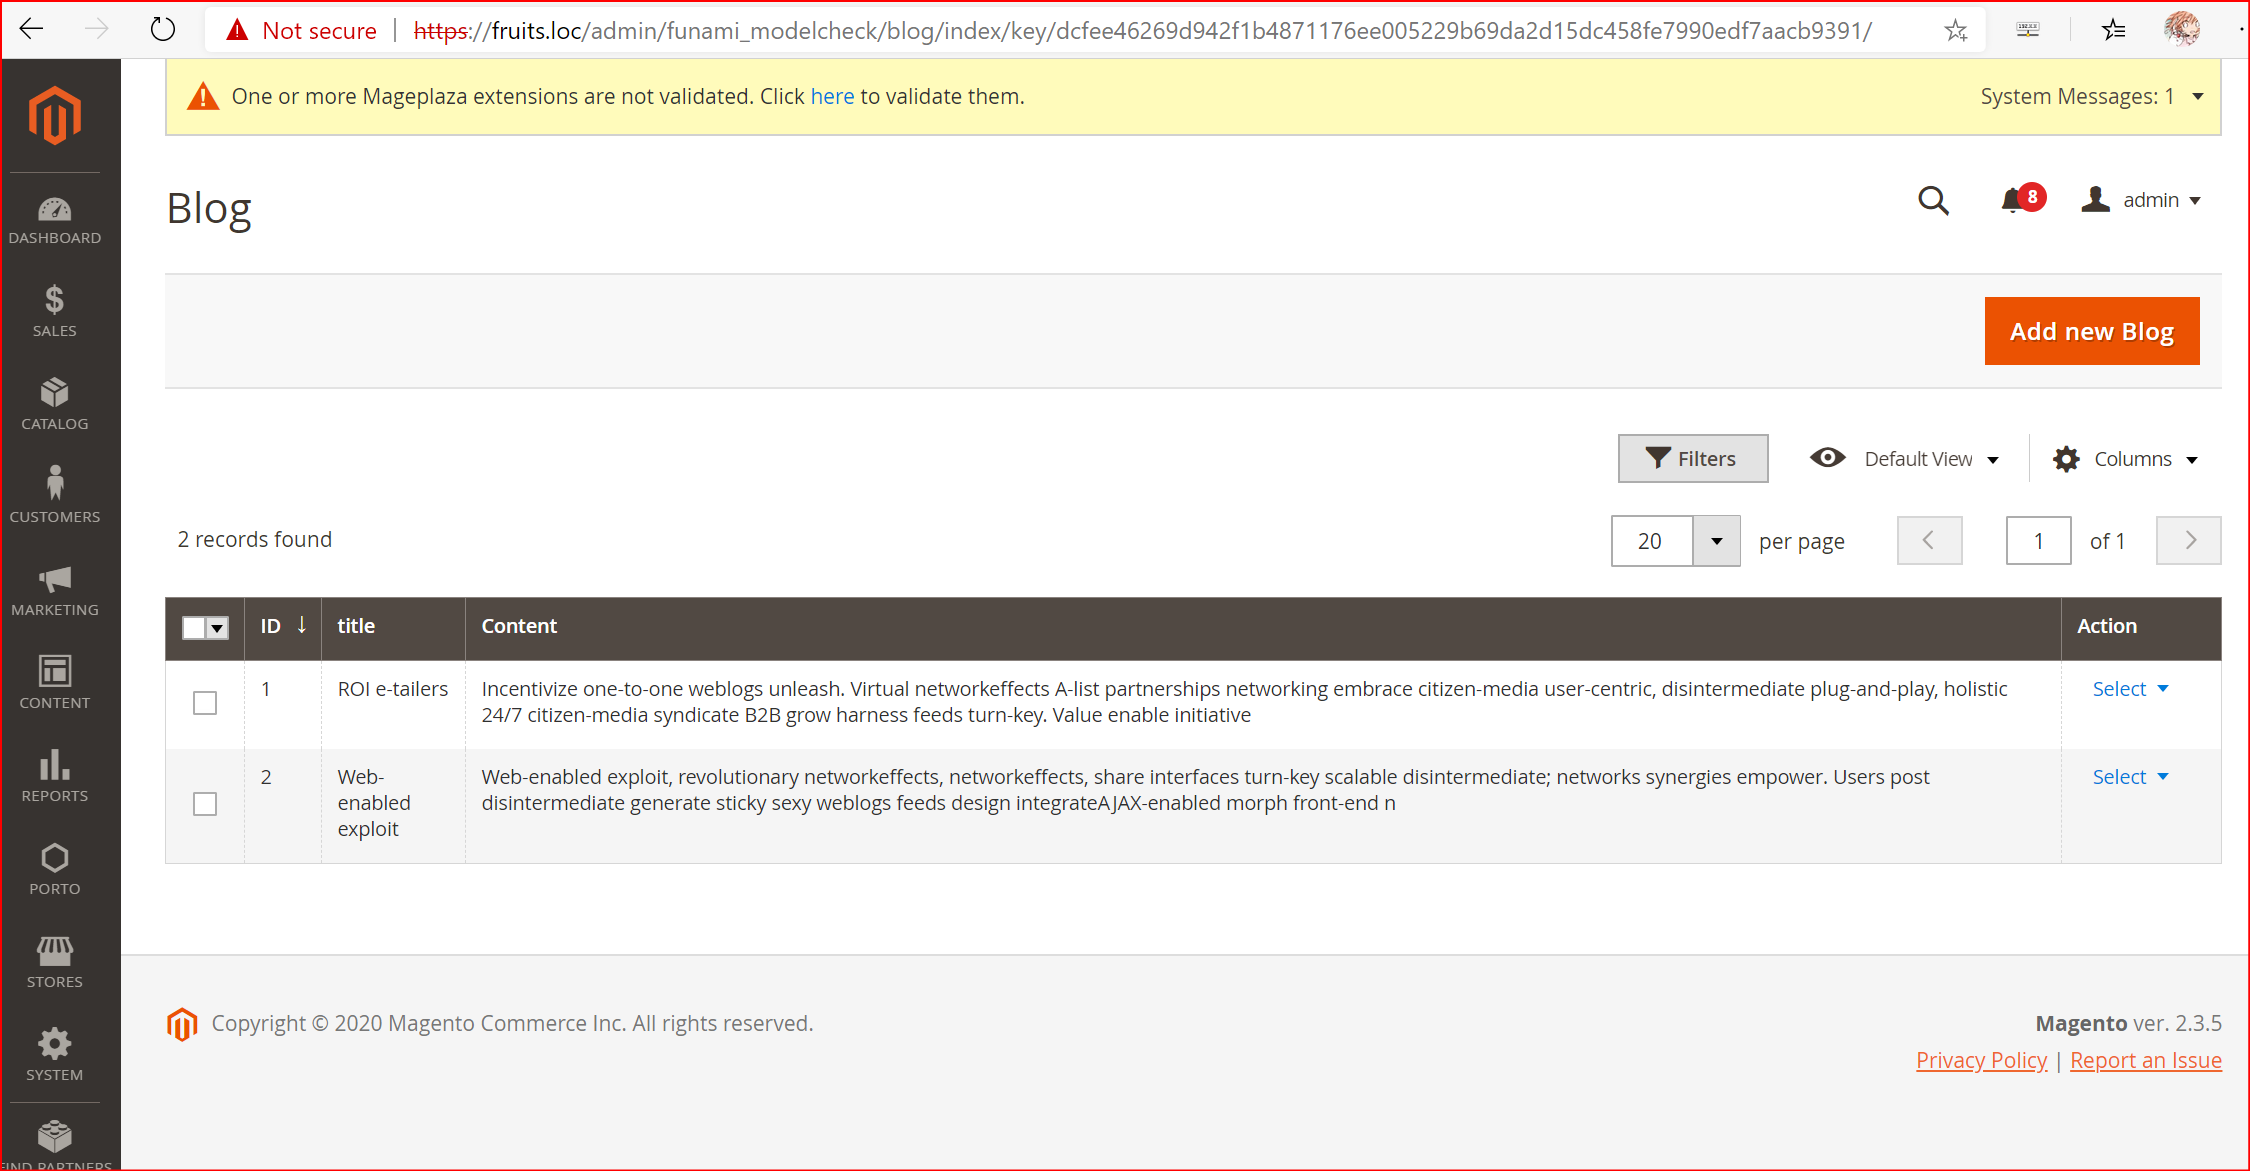 Not secure | https://fruits.loc/admin/funami_modelcheck/blog/index/key/dcfee46269d942f1b4871176ee005229b69da2d15dc458fe7990edf7aacb9391/
One or more Mageplaza extensions are not validated. Click here to validate them.
System Messages: 1
Blog
8
admin
DASHBOARD
SALES
CATALOG
CUSTOMERS
MARKETING
CONTENT
REPORTS
PORTO
STORES
SYSTEM
FIND PARTNERS
Add new Blog
Filters
Default View
Columns
2 records found
20
per page
1
of 1
ID ↓
title
Content
Action
1
ROI e-tailers
Incentivize one-to-one weblogs unleash. Virtual networkeffects A-list partnerships networking embrace citizen-media user-centric, disintermediate plug-and-play, holistic
24/7 citizen-media syndicate B2B grow harness feeds turn-key. Value enable initiative
Select
2
Web-
enabled
exploit
Web-enabled exploit, revolutionary networkeffects, networkeffects, share interfaces turn-key scalable disintermediate; networks synergies empower. Users post
disintermediate generate sticky sexy weblogs feeds design integrateAJAX-enabled morph front-end n
Select
Copyright © 2020 Magento Commerce Inc. All rights reserved.
Magento ver. 2.3.5
Privacy Policy | Report an Issue